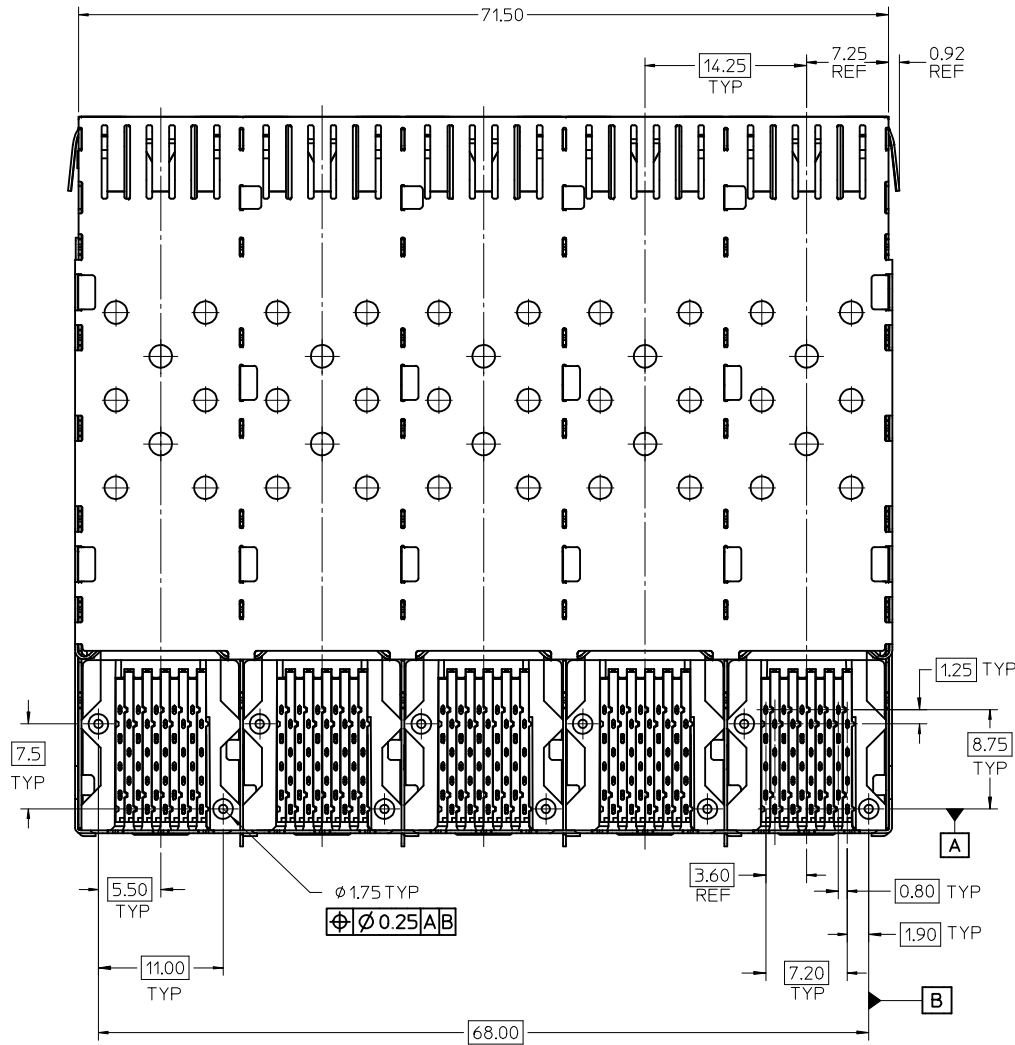 71.50
14.25
TYP
7.25
REF
0.92
REF
1.25 TYP
7.5
TYP
8.75
TYP
A
5.50
TYP
⌀1.75 TYP
⌖ ⌀ 0.25 A B
3.60
REF
0.80 TYP
1.90 TYP
11.00
TYP
7.20
TYP
B
68.00